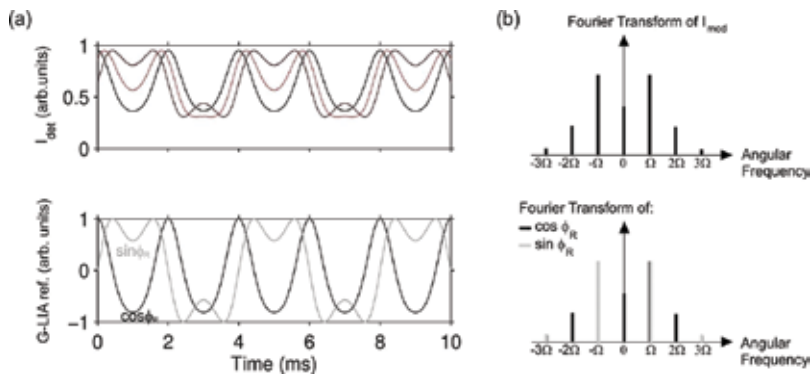 (a)
1
0.5
0
I_det (arb.units)
1
0
-1
G-LIA ref. (arb. units)
sinϕ_R
cosϕ_R
0 2 4 6 8 10
Time (ms)
(b)
Fourier Transform of I_mod
-3Ω -2Ω -Ω 0 Ω 2Ω 3Ω
Angular
Frequency
Fourier Transform of:
cos ϕ_R
sin ϕ_R
-3Ω -2Ω -Ω 0 Ω 2Ω 3Ω
Angular
Frequency